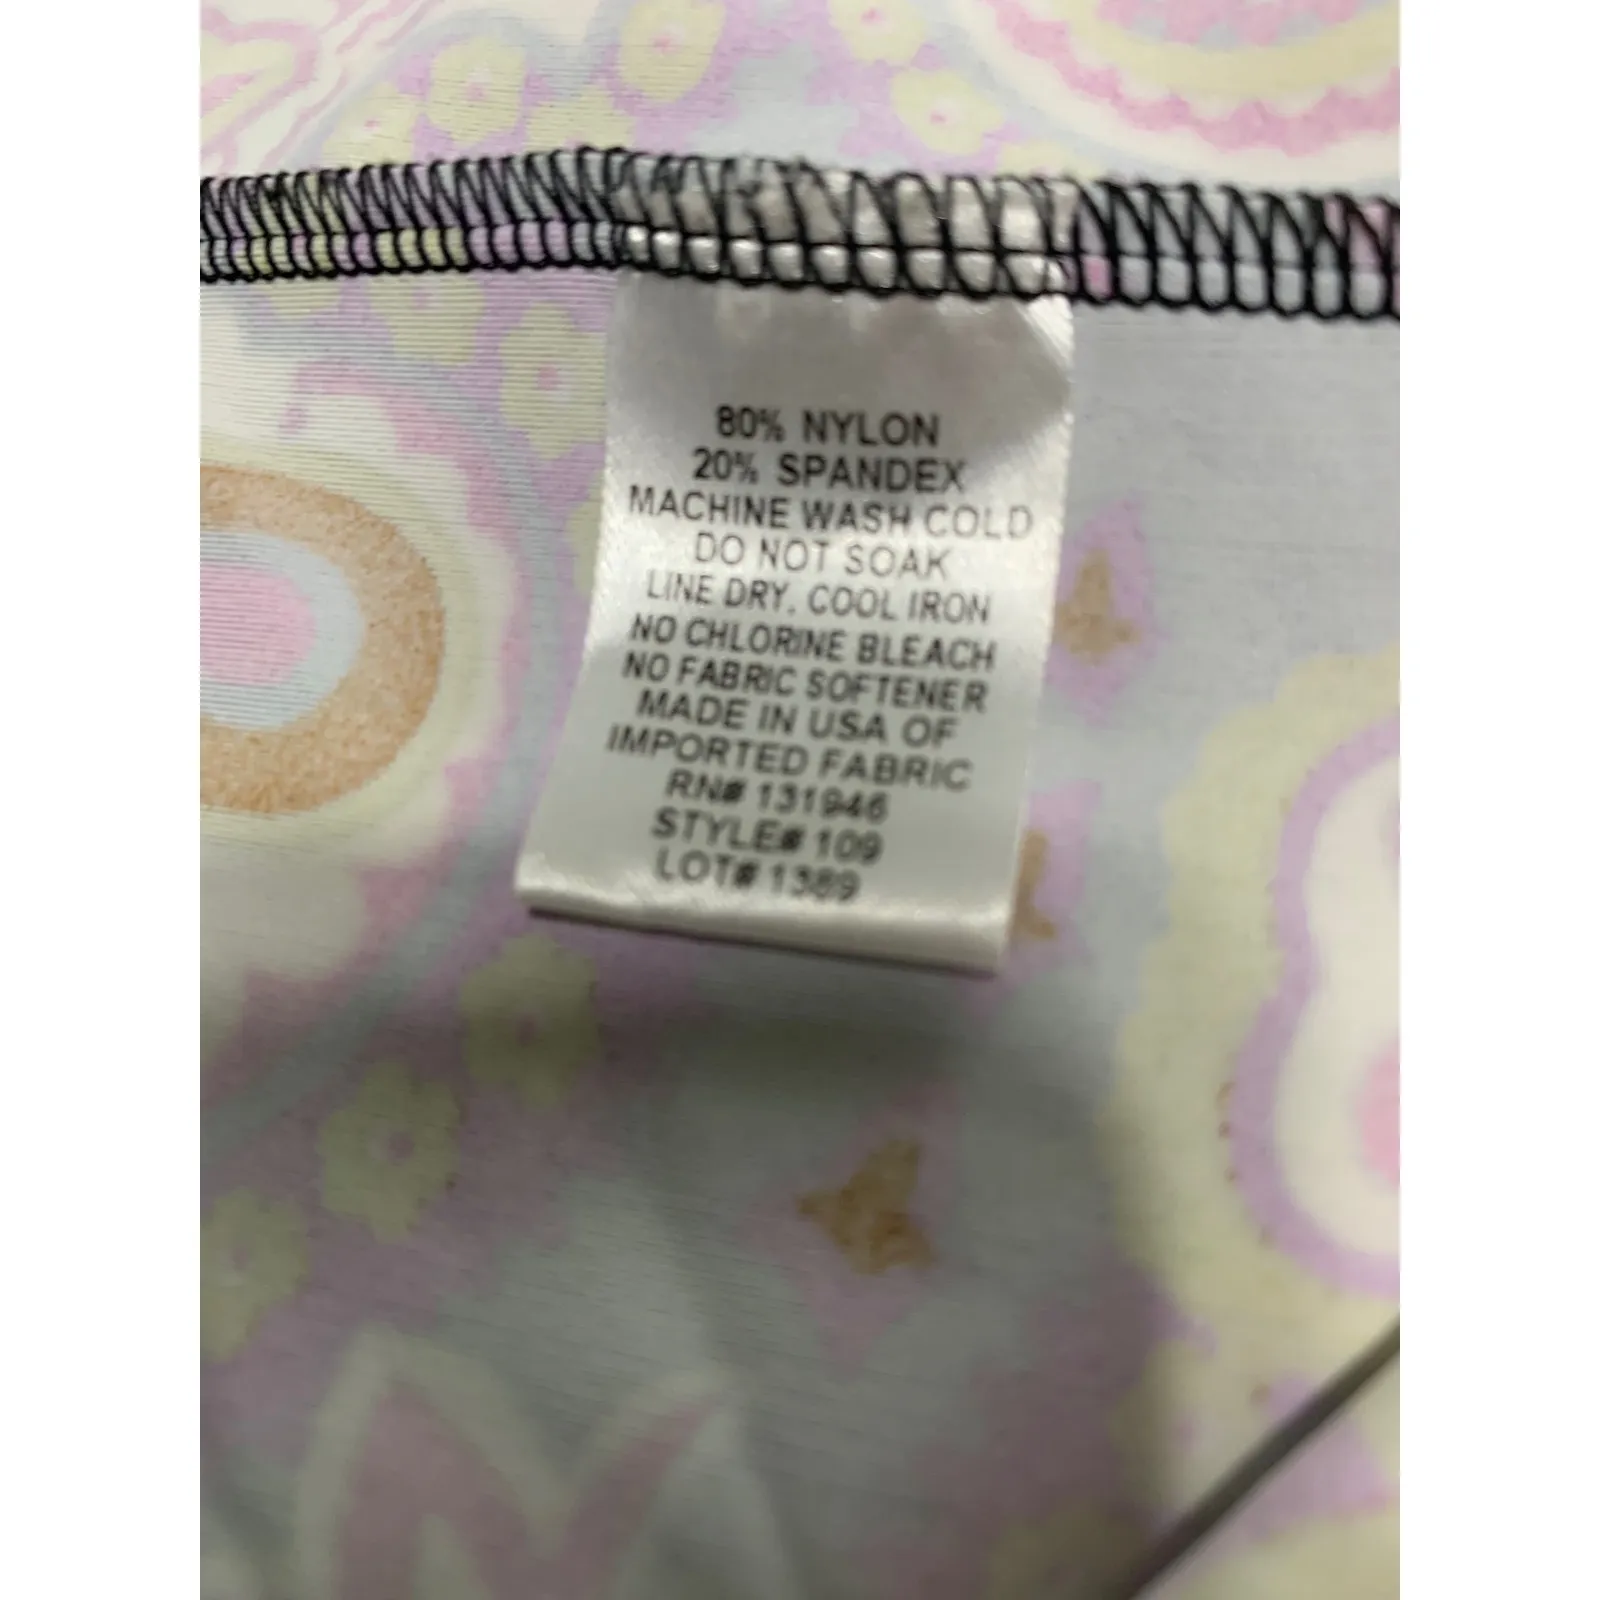 80% NYLON
20% SPANDEX
MACHINE WASH COLD
DO NOT SOAK
LINE DRY, COOL IRON
NO CHLORINE BLEACH
NO FABRIC SOFTENER
MADE IN USA OF
IMPORTED FABRIC
RN# 131946
STYLE# 109
LOT# 1389